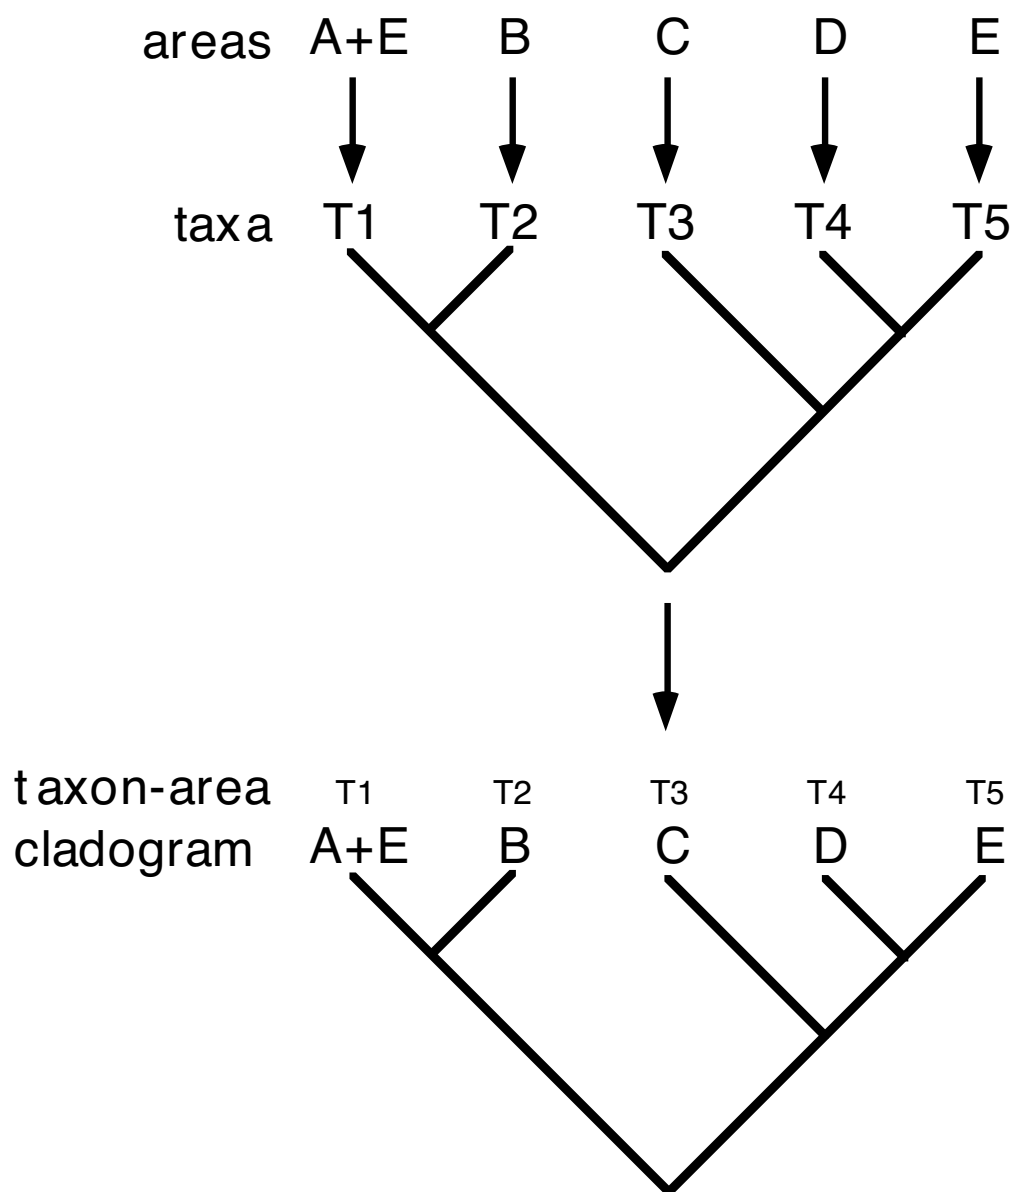 areas A+E B C D E
taxa T1 T2 T3 T4 T5
taxon-area T1 T2 T3 T4 T5
cladogram A+E B C D E